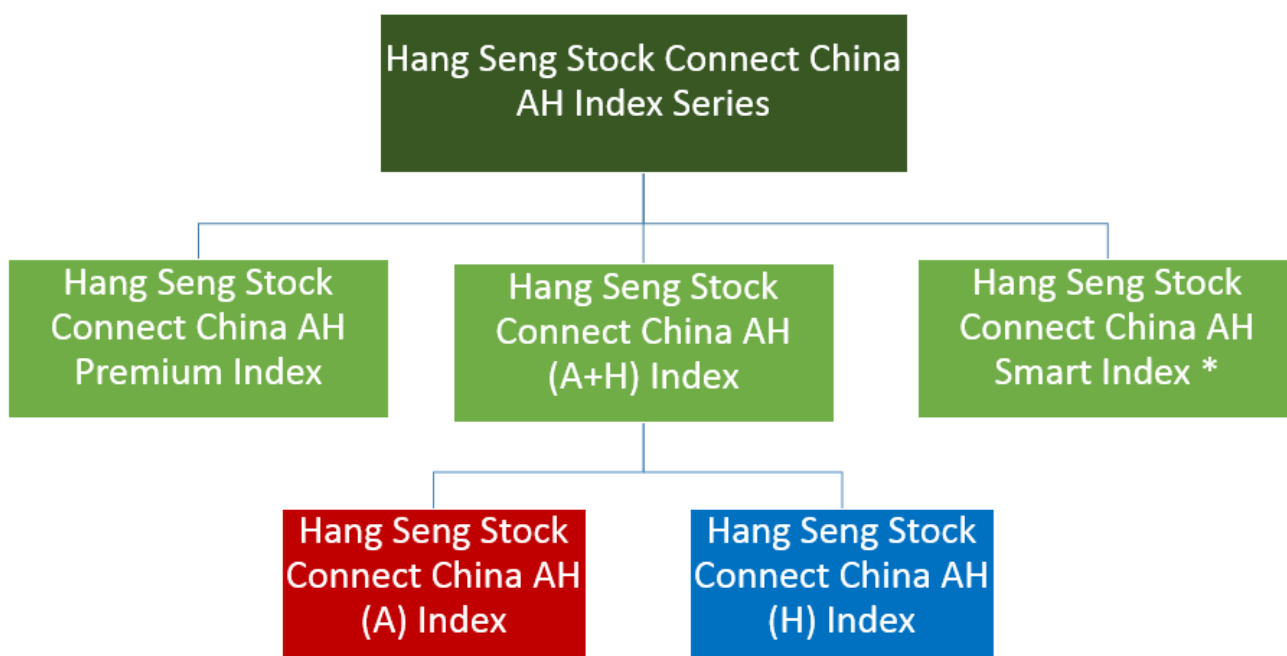 Hang Seng Stock Connect China
AH Index Series
Hang Seng Stock
Connect China AH
Premium Index
Hang Seng Stock
Connect China AH
(A+H) Index
Hang Seng Stock
Connect China AH
Smart Index *
Hang Seng Stock
Connect China AH
(A) Index
Hang Seng Stock
Connect China AH
(H) Index